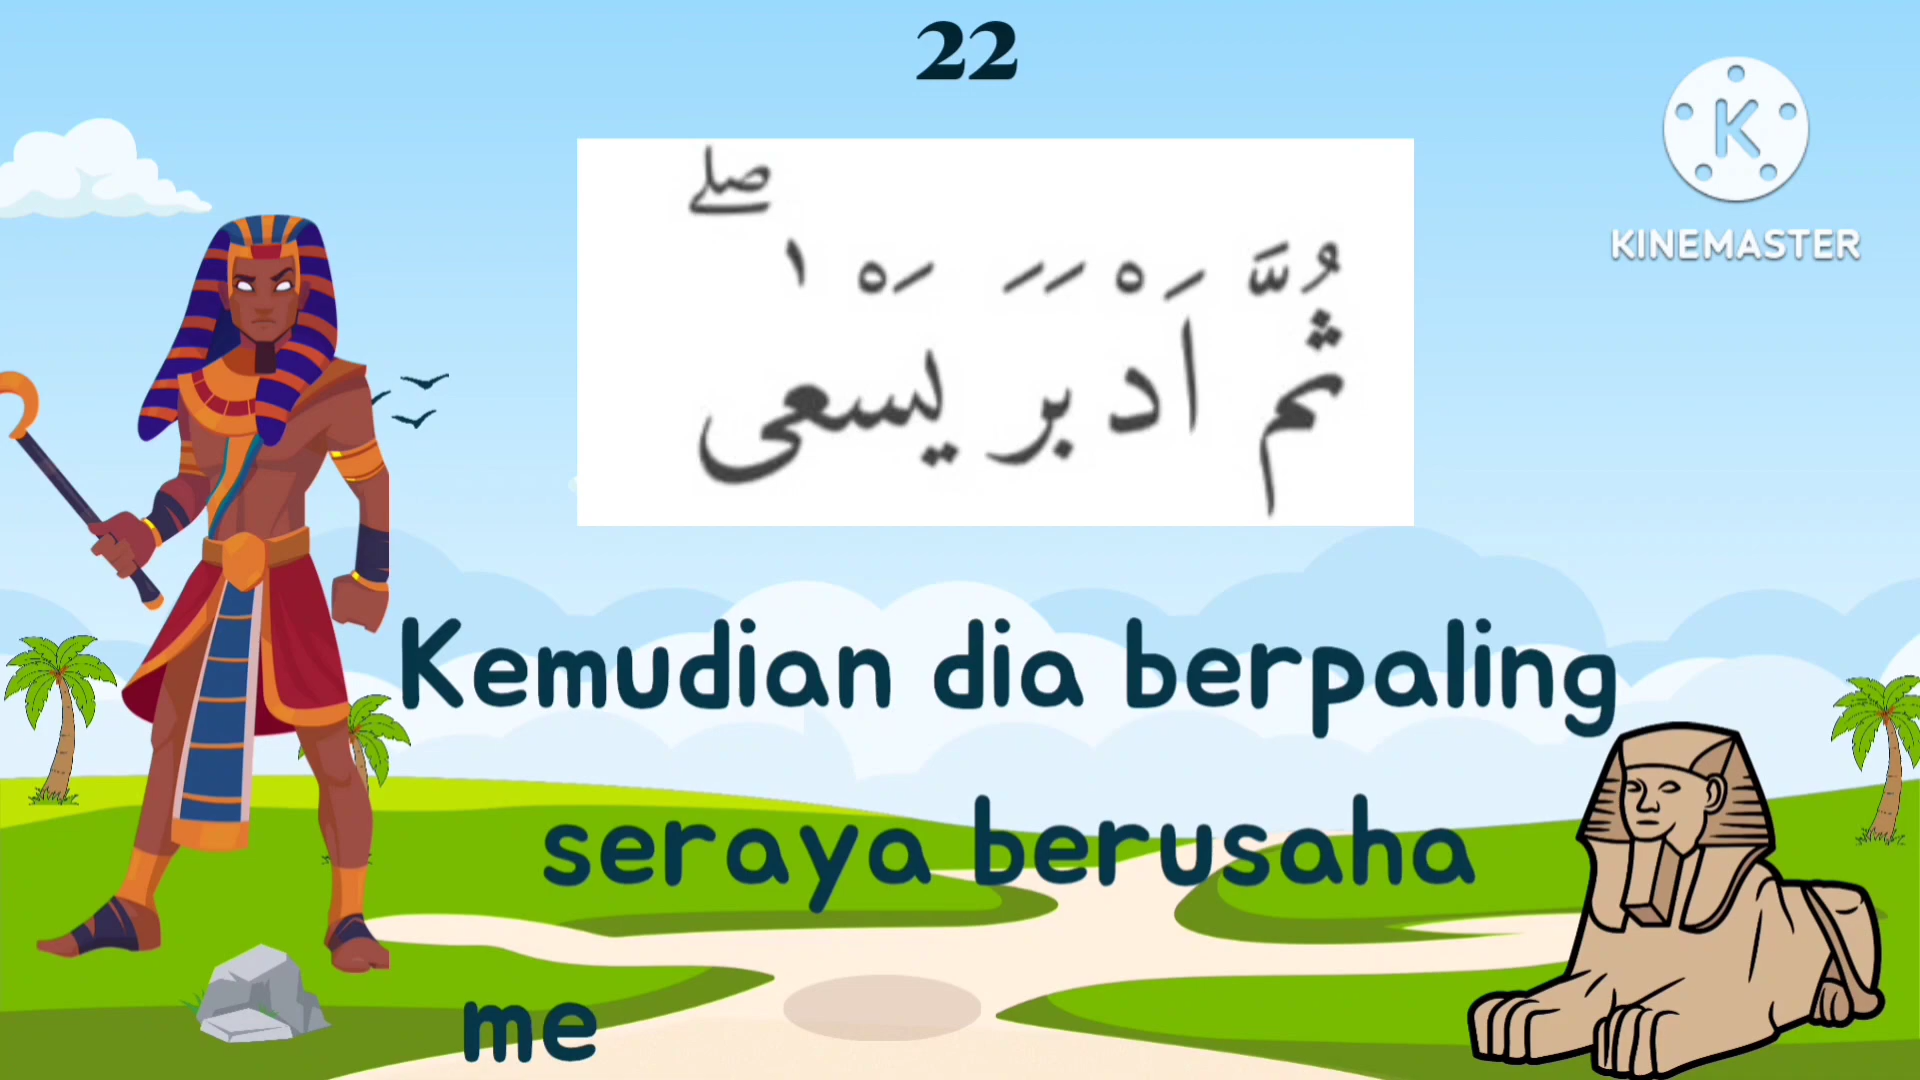 22
صلے
ثُمَّ اَدْبَرَ يَسْعٰى
K
KINEMASTER
Kemudian dia berpaling
seraya berusaha
me